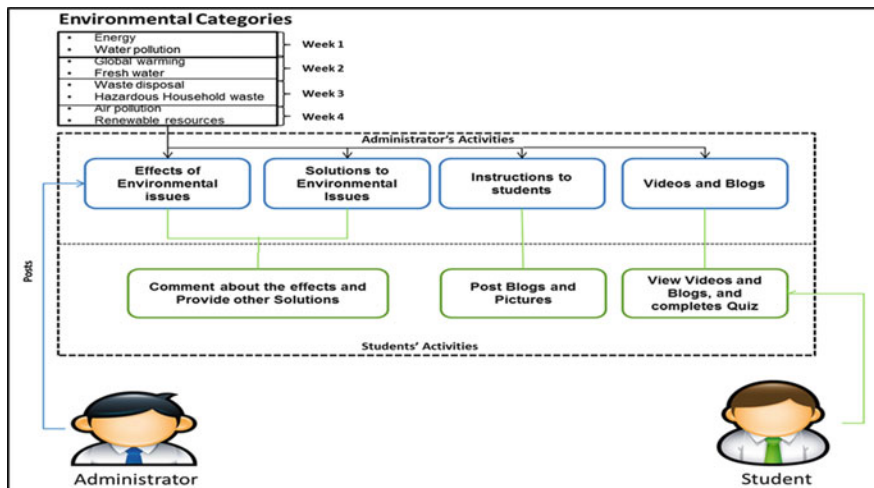 Environmental Categories
• Energy
• Water pollution
Week 1
• Global warming
• Fresh water
Week 2
• Waste disposal
• Hazardous Household waste
Week 3
• Air pollution
• Renewable resources
Week 4
Administrator's Activities
Effects of
Environmental
issues
Solutions to
Environmental
Issues
Instructions to
students
Videos and Blogs
Posts
Comment about the effects and
Provide other Solutions
Post Blogs and
Pictures
View Videos and
Blogs, and
completes Quiz
Students' Activities
Administrator
Student